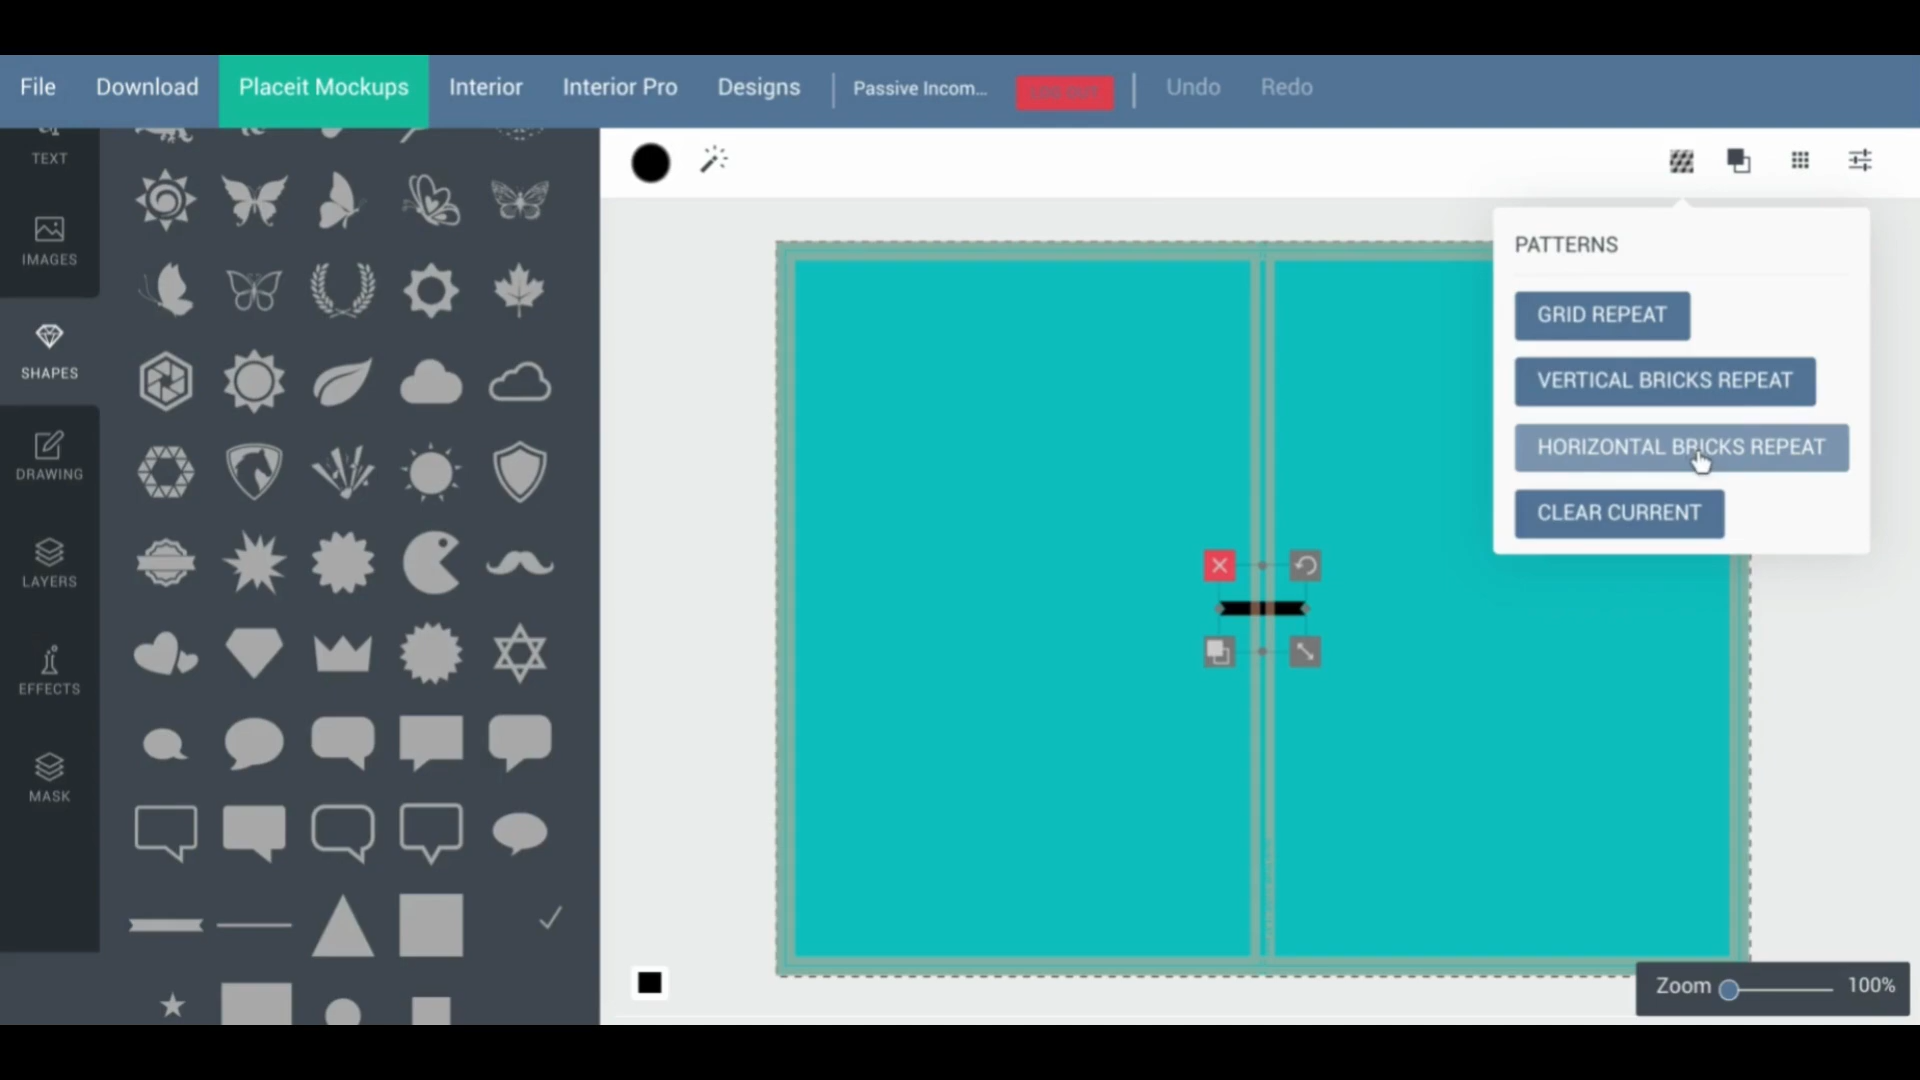 File Download Placeit Mockups Interior Interior Pro Designs Passive Incom... Undo Redo
TEXT
IMAGES
SHAPES
DRAWING
LAYERS
EFFECTS
MASK
PATTERNS
GRID REPEAT
VERTICAL BRICKS REPEAT
HORIZONTAL BRICKS REPEAT
CLEAR CURRENT
Zoom 100%